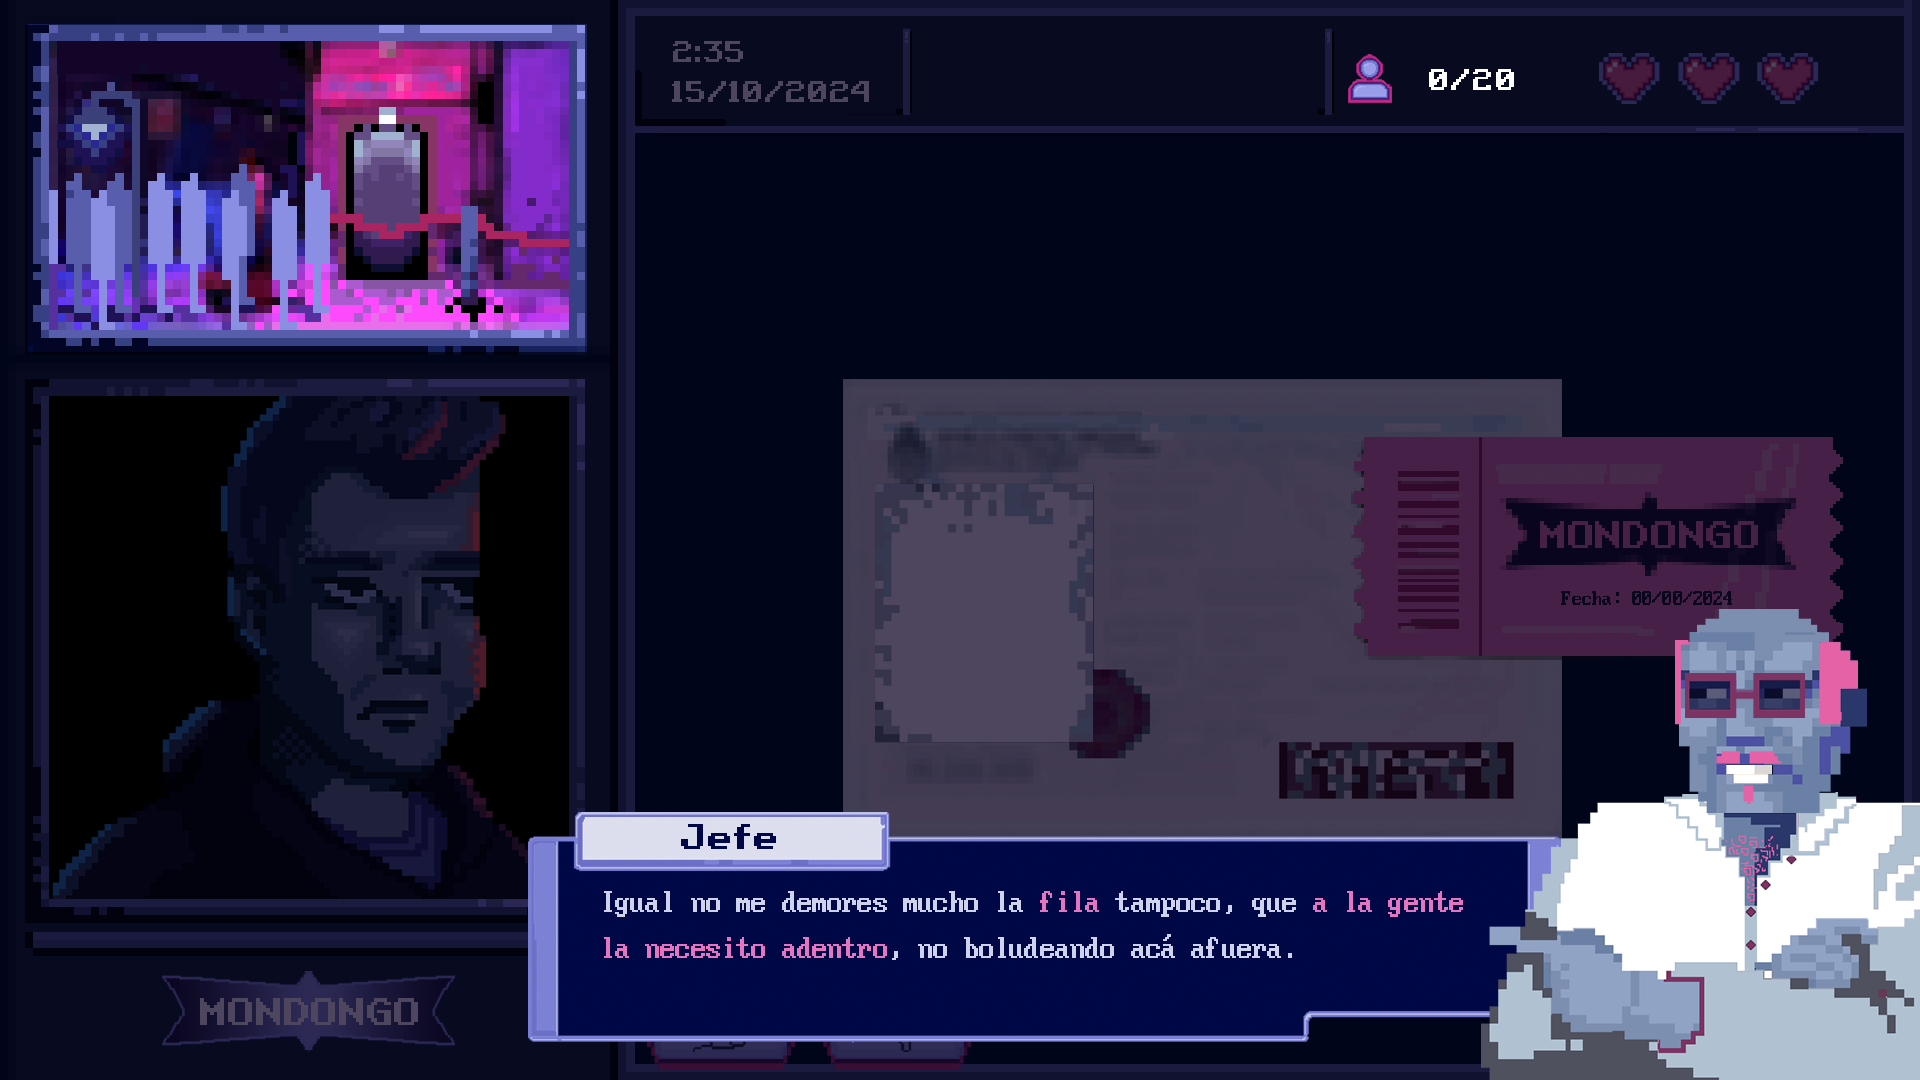 2:35
15/10/2024
0/20
MONDONGO
Fecha: 00/00/2024
Jefe
Igual no me demores mucho la fila tampoco, que a la gente
la necesito adentro, no boludeando acá afuera.
MONDONGO